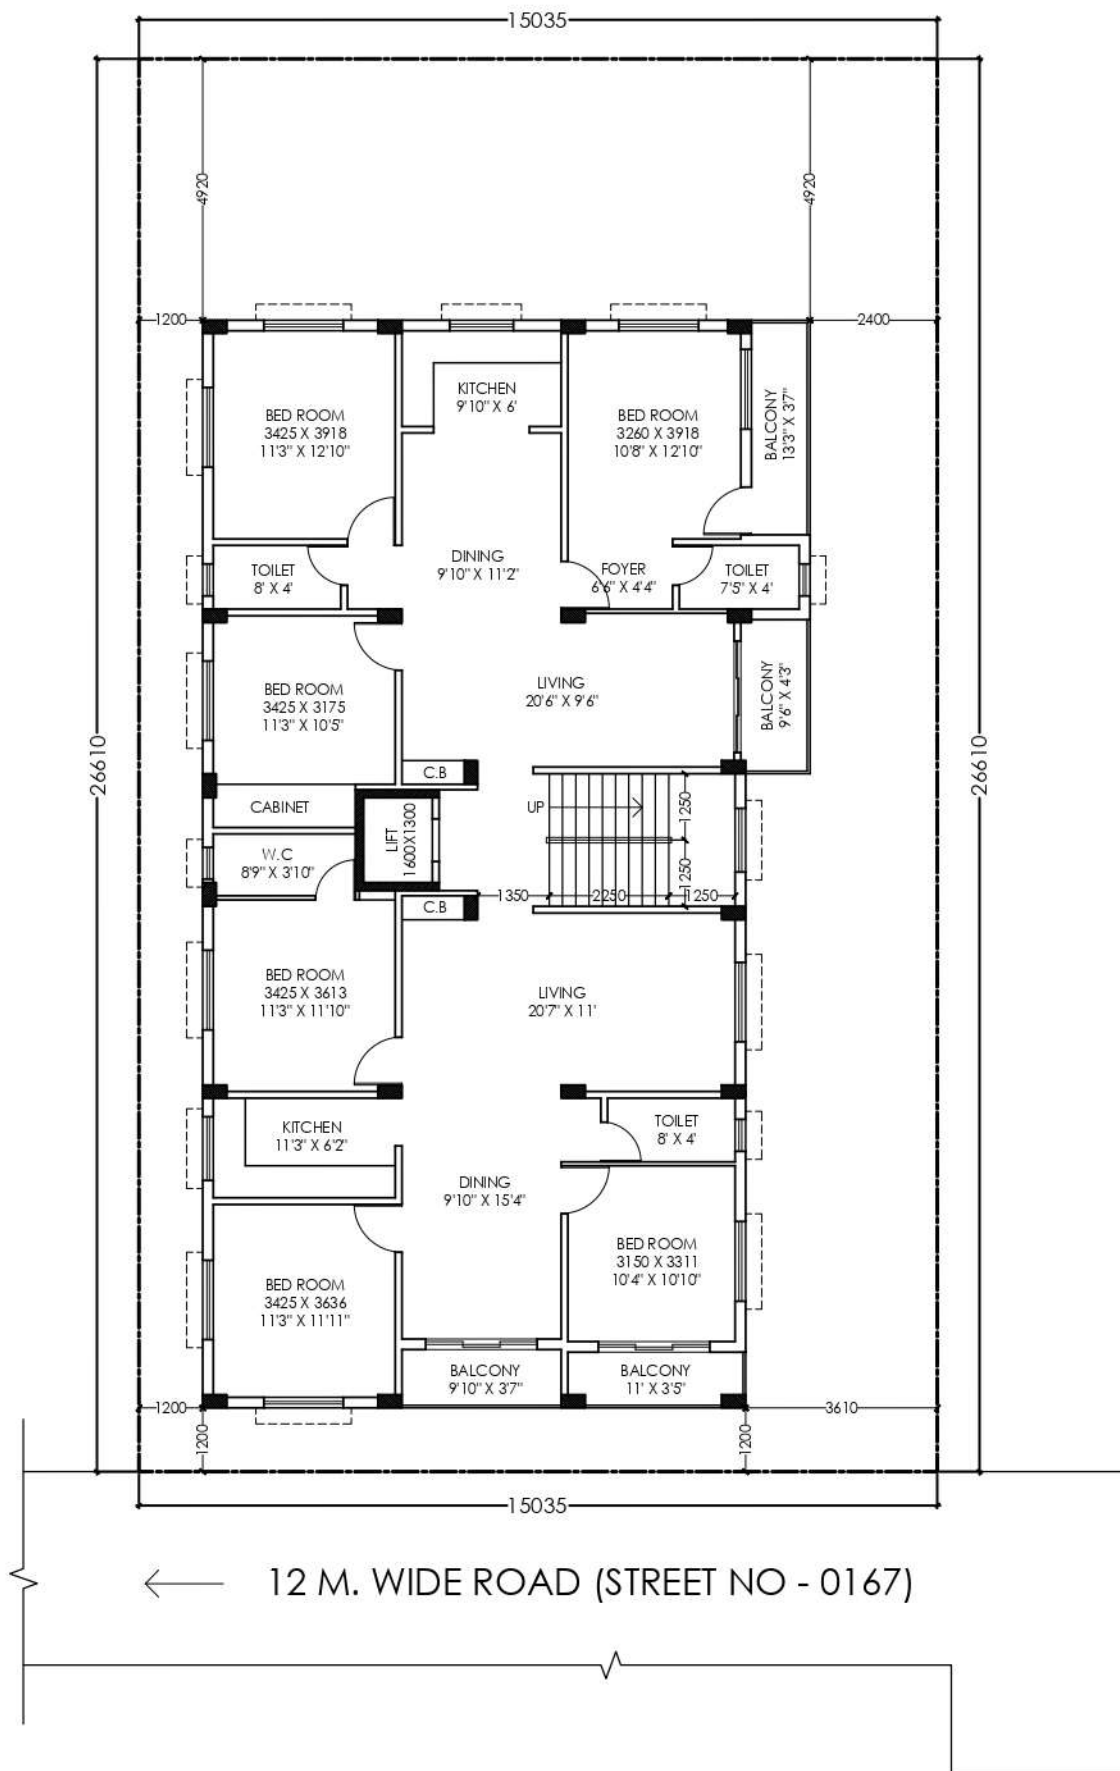 15035
4920
4920
1200
2400
KITCHEN
9'10" X 6'
BED ROOM
3425 X 3918
11'3" X 12'10"
BED ROOM
3260 X 3918
10'8" X 12'10"
BALCONY
13'3" X 3'7"
DINING
9'10" X 11'2"
TOILET
8' X 4'
FOYER
6'6" X 4'4"
TOILET
7'5" X 4'
BED ROOM
3425 X 3175
11'3" X 10'5"
LIVING
20'6" X 9'6"
BALCONY
9'6" X 4'3"
26610
26610
C.B
CABINET
LIFT
1600X1300
UP
1250
1250
W.C
8'9" X 3'10"
1350
2250
1250
C.B
BED ROOM
3425 X 3613
11'3" X 11'10"
LIVING
20'7" X 11'
KITCHEN
11'3" X 6'2"
TOILET
8' X 4'
DINING
9'10" X 15'4"
BED ROOM
3150 X 3311
10'4" X 10'10"
BED ROOM
3425 X 3636
11'3" X 11'11"
BALCONY
9'10" X 3'7"
BALCONY
11' X 3'5"
1200
3610
1200
1200
15035
12 M. WIDE ROAD (STREET NO - 0167)